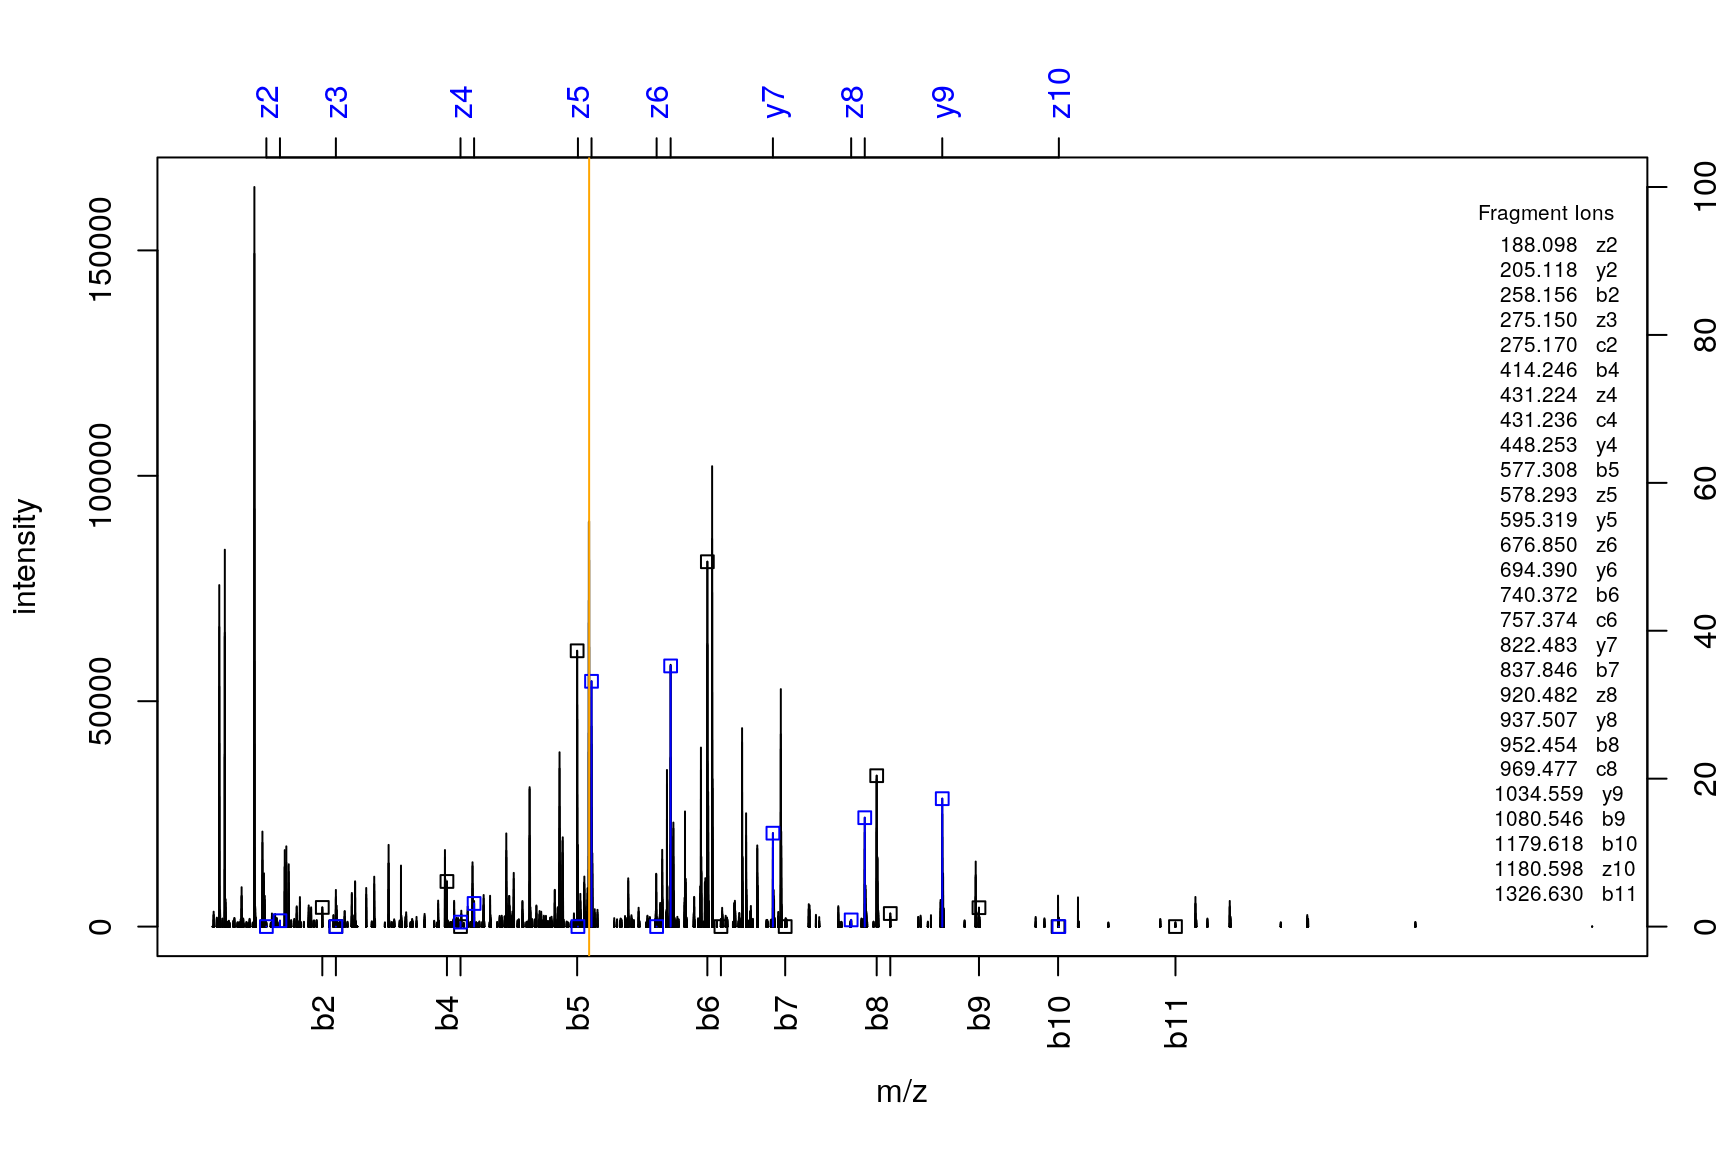 z2 z3 z4 z5 z6 y7 z8 y9 z10
150000
100000
50000
0
intensity
100
80
60
40
20
0
Fragment Ions
188.098 z2
205.118 y2
258.156 b2
275.150 z3
275.170 c2
414.246 b4
431.224 z4
431.236 c4
448.253 y4
577.308 b5
578.293 z5
595.319 y5
676.850 z6
694.390 y6
740.372 b6
757.374 c6
822.483 y7
837.846 b7
920.482 z8
937.507 y8
952.454 b8
969.477 c8
1034.559 y9
1080.546 b9
1179.618 b10
1180.598 z10
1326.630 b11
b2 b4 b5 b6 b7 b8 b9 b10 b11
m/z